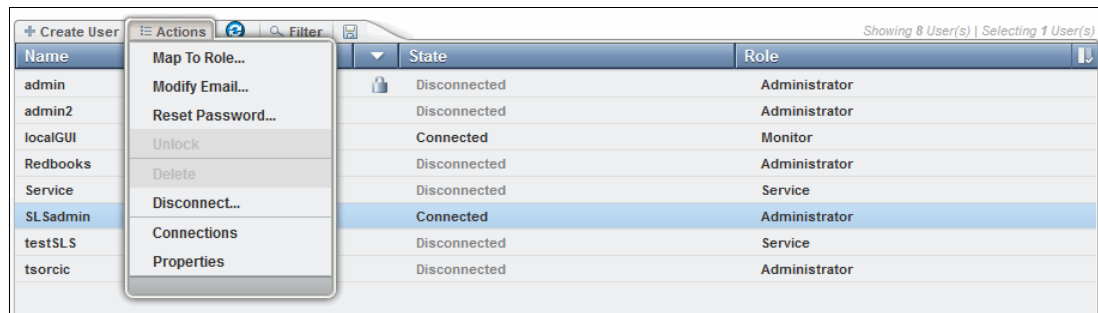 Create User Actions Filter Showing 8 User(s) | Selecting 1 User(s)
Name State Role
Map To Role...
admin Disconnected Administrator
Modify Email...
admin2 Disconnected Administrator
Reset Password...
localGUI Connected Monitor
Unlock
Redbooks Disconnected Administrator
Delete
Service Disconnected Service
Disconnect...
SLSadmin Connected Administrator
Connections
testSLS Disconnected Service
Properties
tsorcic Disconnected Administrator